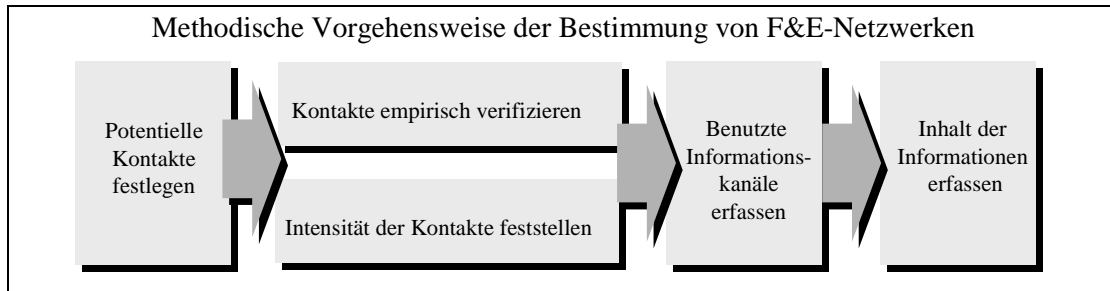 Methodische Vorgehensweise der Bestimmung von F&E-Netzwerken
Potentielle
Kontakte
festlegen
Kontakte empirisch verifizieren
Intensität der Kontakte feststellen
Benutzte
Informations-
kanäle
erfassen
Inhalt der
Informationen
erfassen